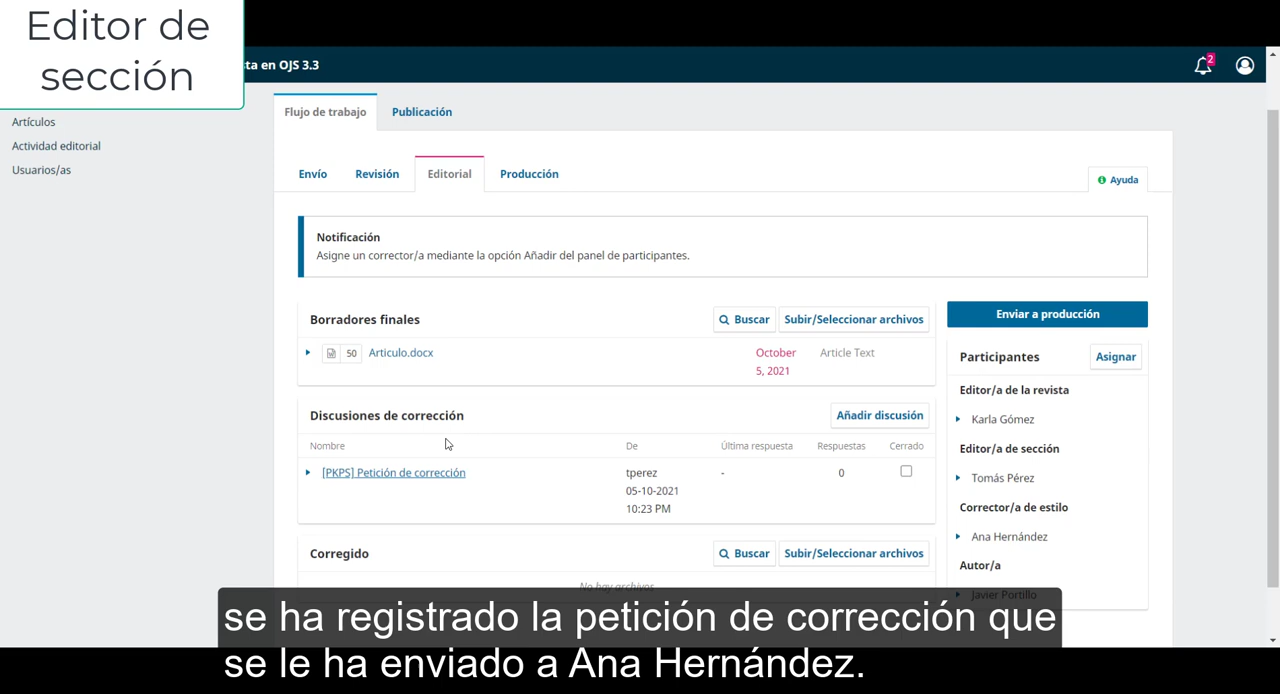 Editor de
sección
ta en OJS 3.3
2
Artículos
Actividad editorial
Usuarios/as
Flujo de trabajo
Publicación
Envío
Revisión
Editorial
Producción
Ayuda
Notificación
Asigne un corrector/a mediante la opción Añadir del panel de participantes.
Borradores finales
Buscar
Subir/Seleccionar archivos
50
Articulo.docx
October
5, 2021
Article Text
Discusiones de corrección
Añadir discusión
Nombre
De
Última respuesta
Respuestas
Cerrado
[PKPS] Petición de corrección
tperez
-
0
05-10-2021
10:23 PM
Corregido
Buscar
Subir/Seleccionar archivos
No hay archivos
Enviar a producción
Participantes
Asignar
Editor/a de la revista
Karla Gómez
Editor/a de sección
Tomás Pérez
Corrector/a de estilo
Ana Hernández
Autor/a
Javier Portillo
se ha registrado la petición de corrección que
se le ha enviado a Ana Hernández.